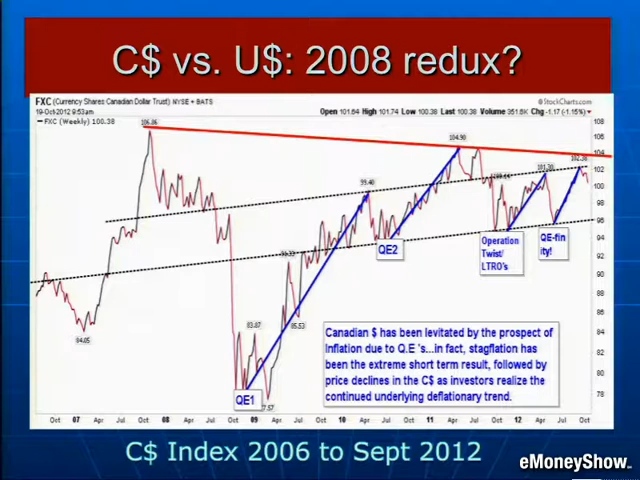 C$ vs. U$: 2008 redux?
FXC (Currency Shares Canadian Dollar Trust) NYSE + BATS
© StockCharts.com
19-Oct-2012 9:53am
Open 101.64 High 101.74 Low 100.38 Last 100.38 Volume 351.6K Chg -1.17 (-1.15%)
FXC (Weekly) 100.38
106.86
104.90
102.30
101.30
99.40
91.33
85.53
83.87
84.05
108
106
104
102
100
98
96
94
92
90
88
86
84
82
80
78
QE2
Operation
Twist/
LTRO's
QE-fin
ity!
QE1
Canadian $ has been levitated by the prospect of
Inflation due to Q.E 's...in fact, stagflation has
been the extreme short term result, followed by
price declines in the C$ as investors realize the
continued underlying deflationary trend.
Oct 07 Apr Jul Oct 08 Apr Jul Oct 09 Apr Jul Oct 10 Apr Jul Oct 11 Apr Jul Oct 12 Apr Jul Oct
C$ Index 2006 to Sept 2012
eMoneyShow.